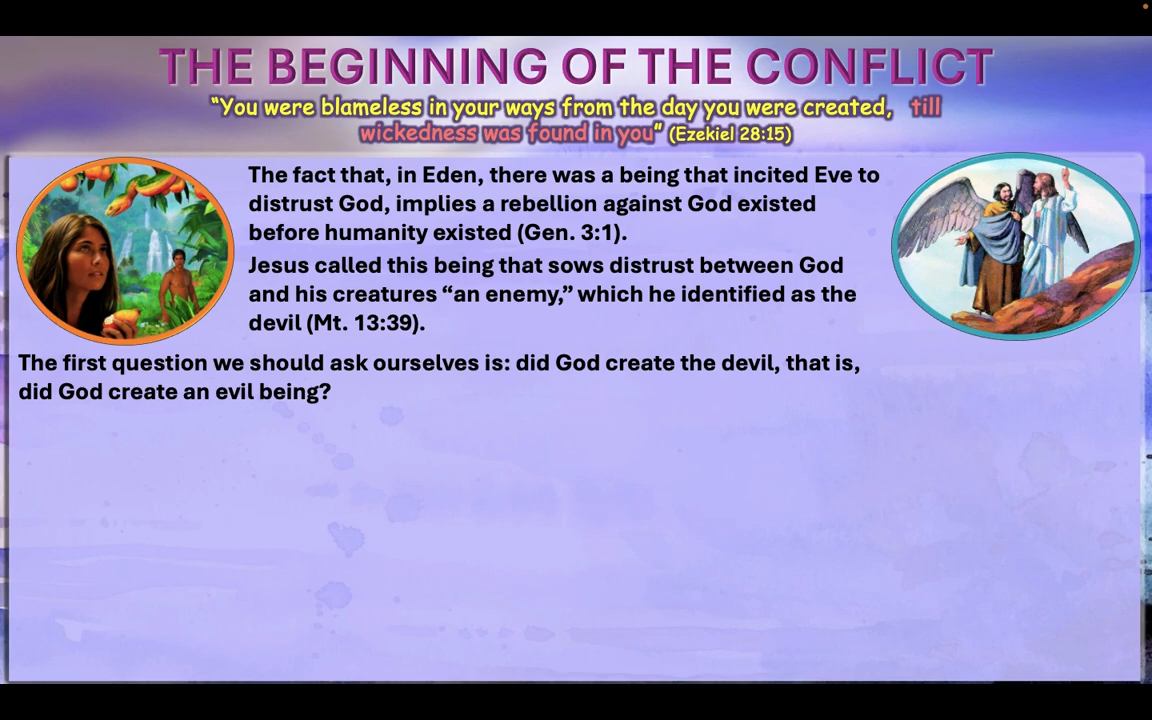 THE BEGINNING OF THE CONFLICT
“You were blameless in your ways from the day you were created, till
wickedness was found in you” (Ezekiel 28:15)
The fact that, in Eden, there was a being that incited Eve to
distrust God, implies a rebellion against God existed
before humanity existed (Gen. 3:1).
Jesus called this being that sows distrust between God
and his creatures “an enemy,” which he identified as the
devil (Mt. 13:39).
The first question we should ask ourselves is: did God create the devil, that is,
did God create an evil being?